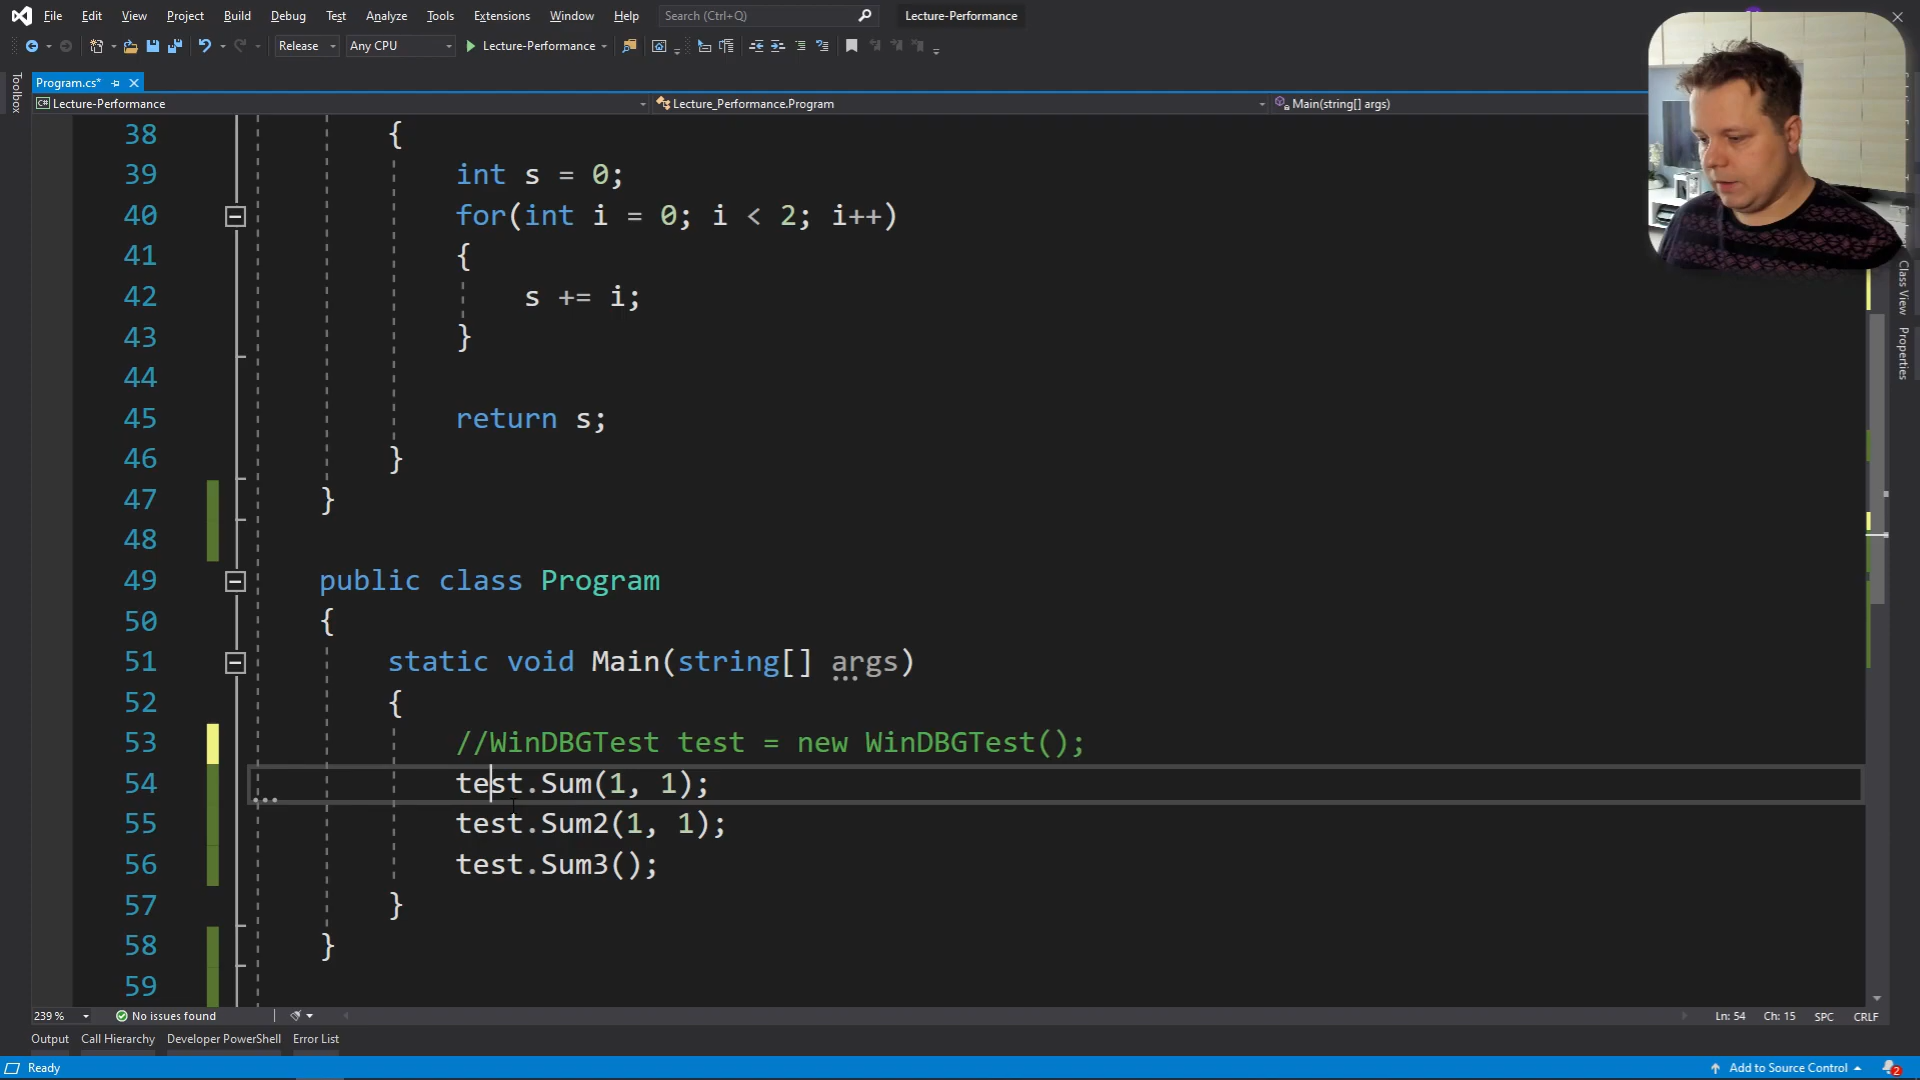 File Edit View Project Build Debug Test Analyze Tools Extensions Window Help Search (Ctrl+Q) Lecture-Performance
Release Any CPU Lecture-Performance
Toolbox
Program.cs*
Lecture-Performance Lecture_Performance.Program Main(string[] args)
38 {
39 int s = 0;
40 for(int i = 0; i < 2; i++)
41 {
42 s += i;
43 }
44
45 return s;
46 }
47 }
48
49 public class Program
50 {
51 static void Main(string[] args)
52 {
53 //WinDBGTest test = new WinDBGTest();
54 test.Sum(1, 1);
55 test.Sum2(1, 1);
56 test.Sum3();
57 }
58 }
59
Class View
Properties
239 % No issues found Ln: 54 Ch: 15 SPC CRLF
Output Call Hierarchy Developer PowerShell Error List
Ready Add to Source Control 2